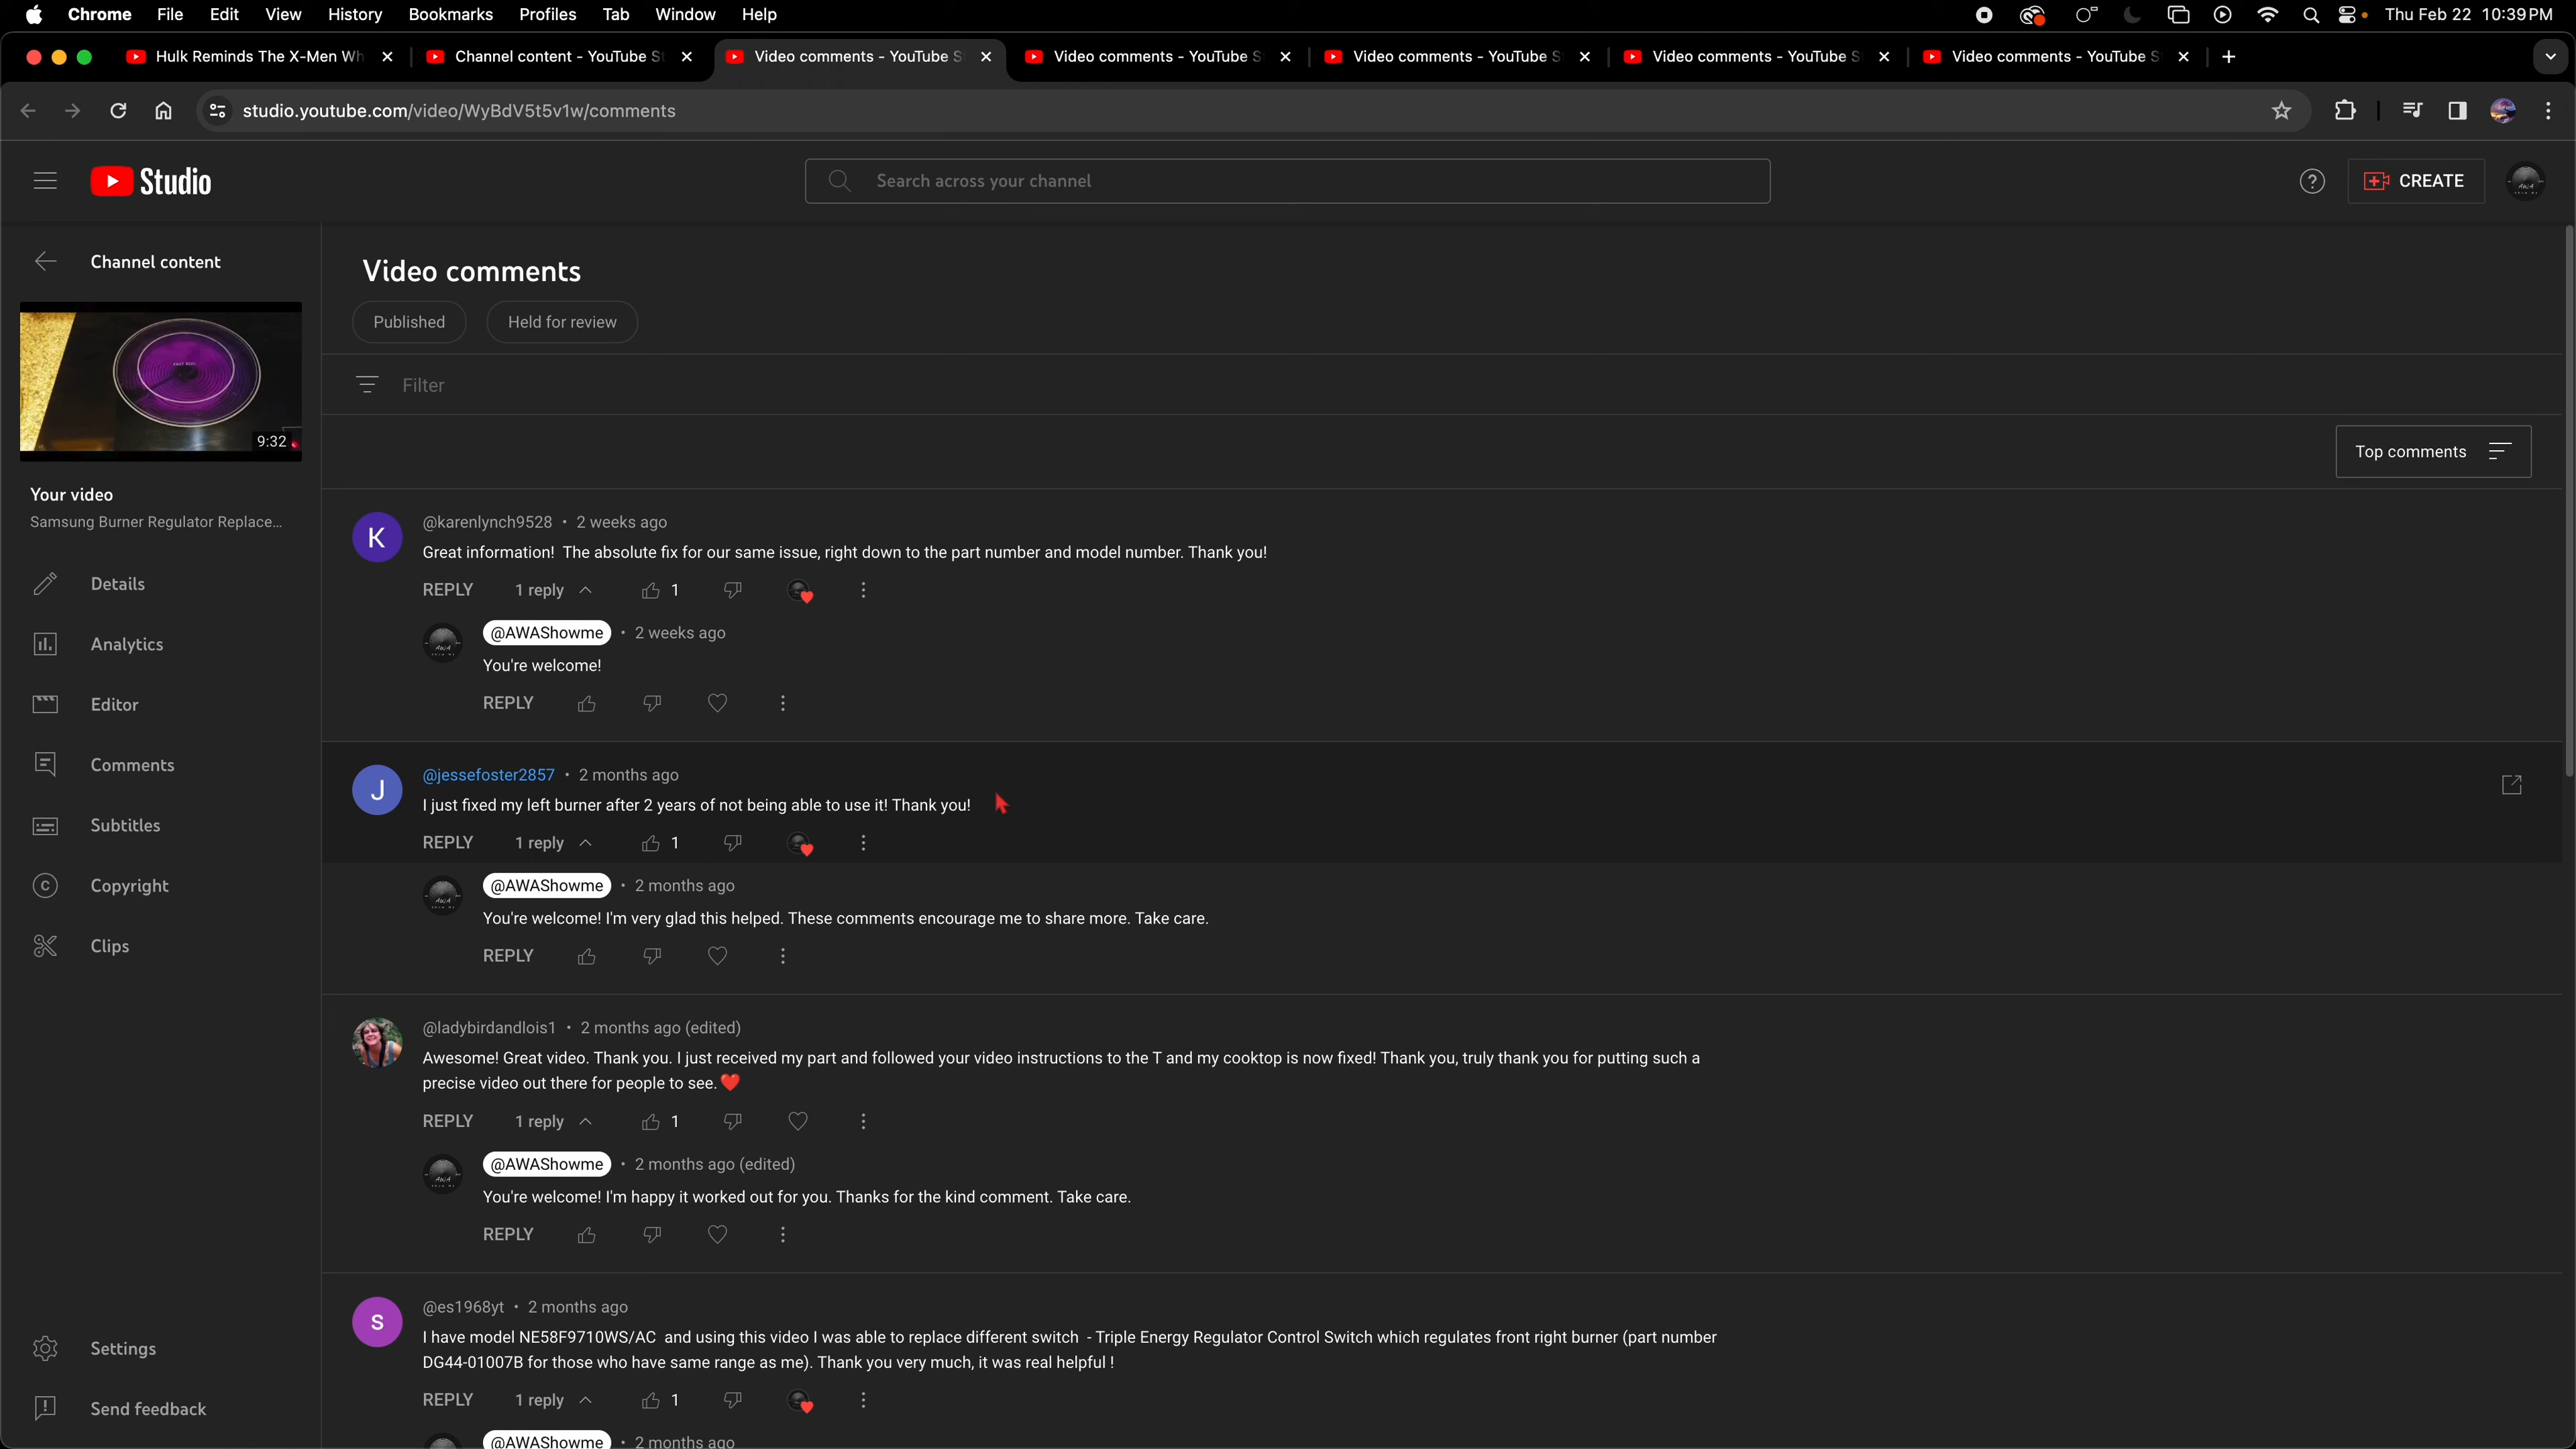 Chrome File Edit View History Bookmarks Profiles Tab Window Help Thu Feb 22 10:39 PM
Hulk Reminds The X-Men Wh Channel content - YouTube St Video comments - YouTube S Video comments - YouTube S Video comments - YouTube S Video comments - YouTube S Video comments - YouTube S
studio.youtube.com/video/WyBdV5t5v1w/comments
Studio Search across your channel CREATE
Channel content
9:32
Your video
Samsung Burner Regulator Replace...
Details
Analytics
Editor
Comments
Subtitles
Copyright
Clips
Settings
Send feedback
Video comments
Published Held for review
Filter
Top comments
K @karenlynch9528 • 2 weeks ago
Great information! The absolute fix for our same issue, right down to the part number and model number. Thank you!
REPLY 1 reply 1
@AWAShowme • 2 weeks ago
You're welcome!
REPLY
J @jessefoster2857 • 2 months ago
I just fixed my left burner after 2 years of not being able to use it! Thank you!
REPLY 1 reply 1
@AWAShowme • 2 months ago
You're welcome! I'm very glad this helped. These comments encourage me to share more. Take care.
REPLY
@ladybirdandlois1 • 2 months ago (edited)
Awesome! Great video. Thank you. I just received my part and followed your video instructions to the T and my cooktop is now fixed! Thank you, truly thank you for putting such a
precise video out there for people to see.❤️
REPLY 1 reply 1
@AWAShowme • 2 months ago (edited)
You're welcome! I'm happy it worked out for you. Thanks for the kind comment. Take care.
REPLY
S @es1968yt • 2 months ago
I have model NE58F9710WS/AC and using this video I was able to replace different switch - Triple Energy Regulator Control Switch which regulates front right burner (part number
DG44-01007B for those who have same range as me). Thank you very much, it was real helpful !
REPLY 1 reply 1
@AWAShowme • 2 months ago